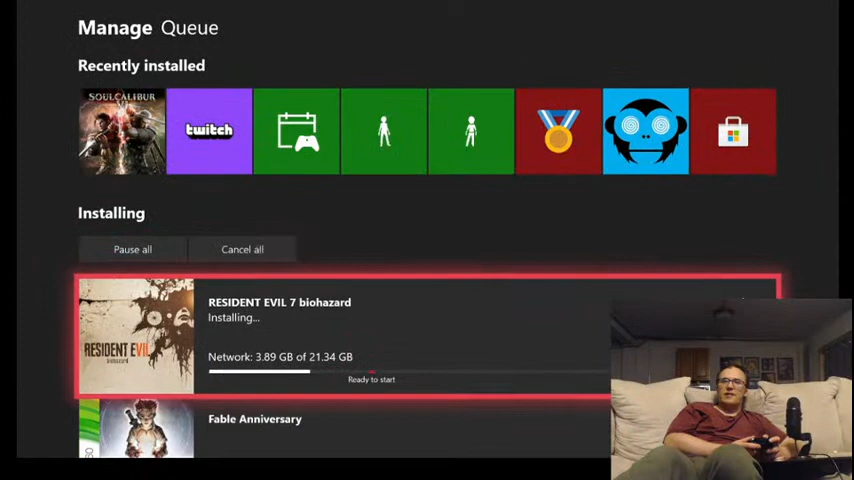 Manage Queue
Recently installed
SOULCALIBUR
twitch
Installing
Pause all
Cancel all
RESIDENT EVIL 7 biohazard
Installing...
RESIDENT EVIL
biohazard
Network: 3.89 GB of 21.34 GB
Ready to start
Fable Anniversary